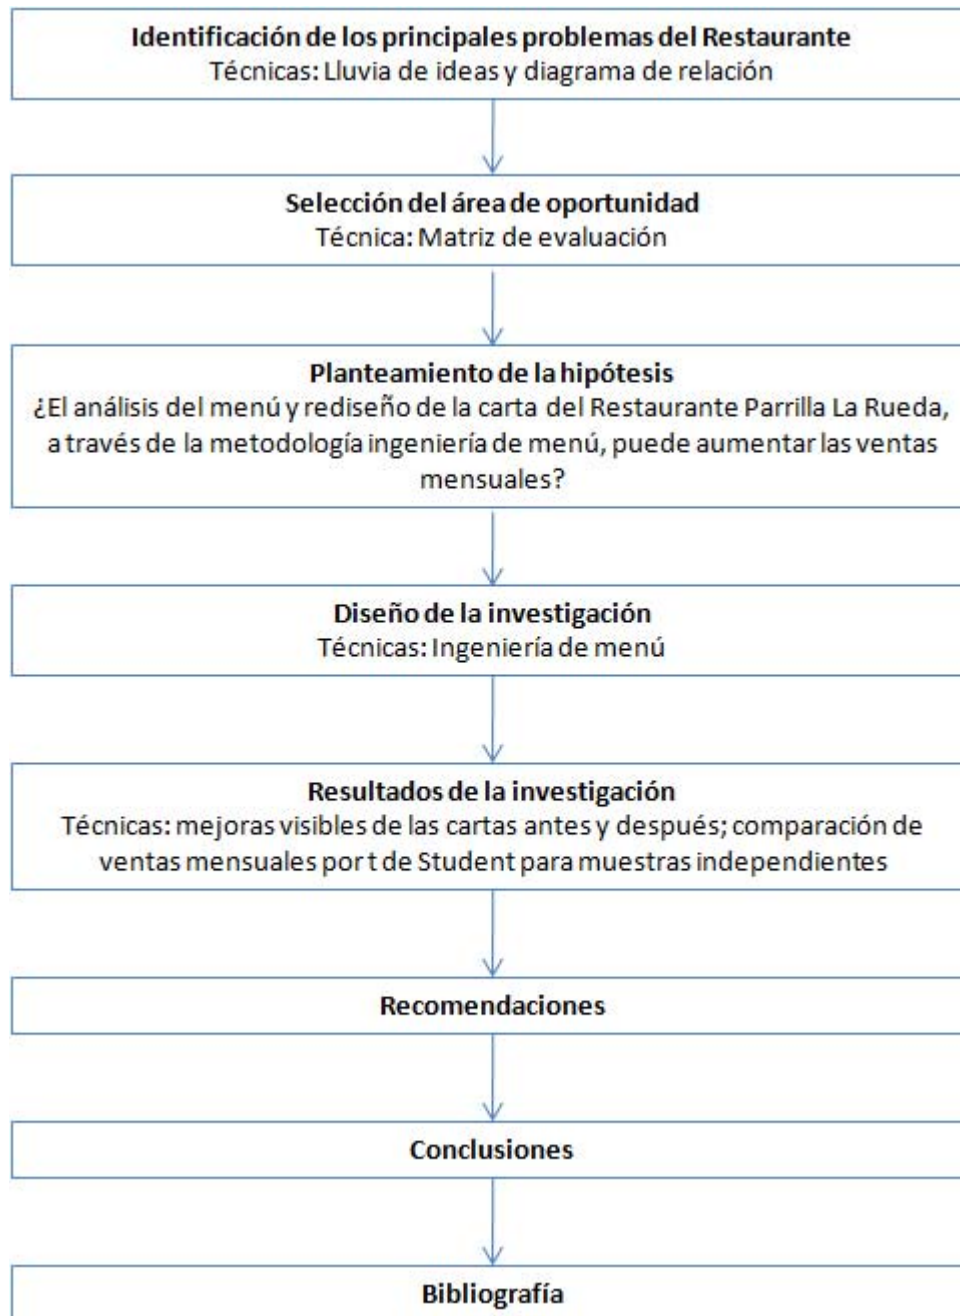 Identificación de los principales problemas del Restaurante
Técnicas: Lluvia de ideas y diagrama de relación
Selección del área de oportunidad
Técnica: Matriz de evaluación
Planteamiento de la hipótesis
¿El análisis del menú y rediseño de la carta del Restaurante Parrilla La Rueda,
a través de la metodología ingeniería de menú, puede aumentar las ventas
mensuales?
Diseño de la investigación
Técnicas: Ingeniería de menú
Resultados de la investigación
Técnicas: mejoras visibles de las cartas antes y después; comparación de
ventas mensuales por t de Student para muestras independientes
Recomendaciones
Conclusiones
Bibliografía